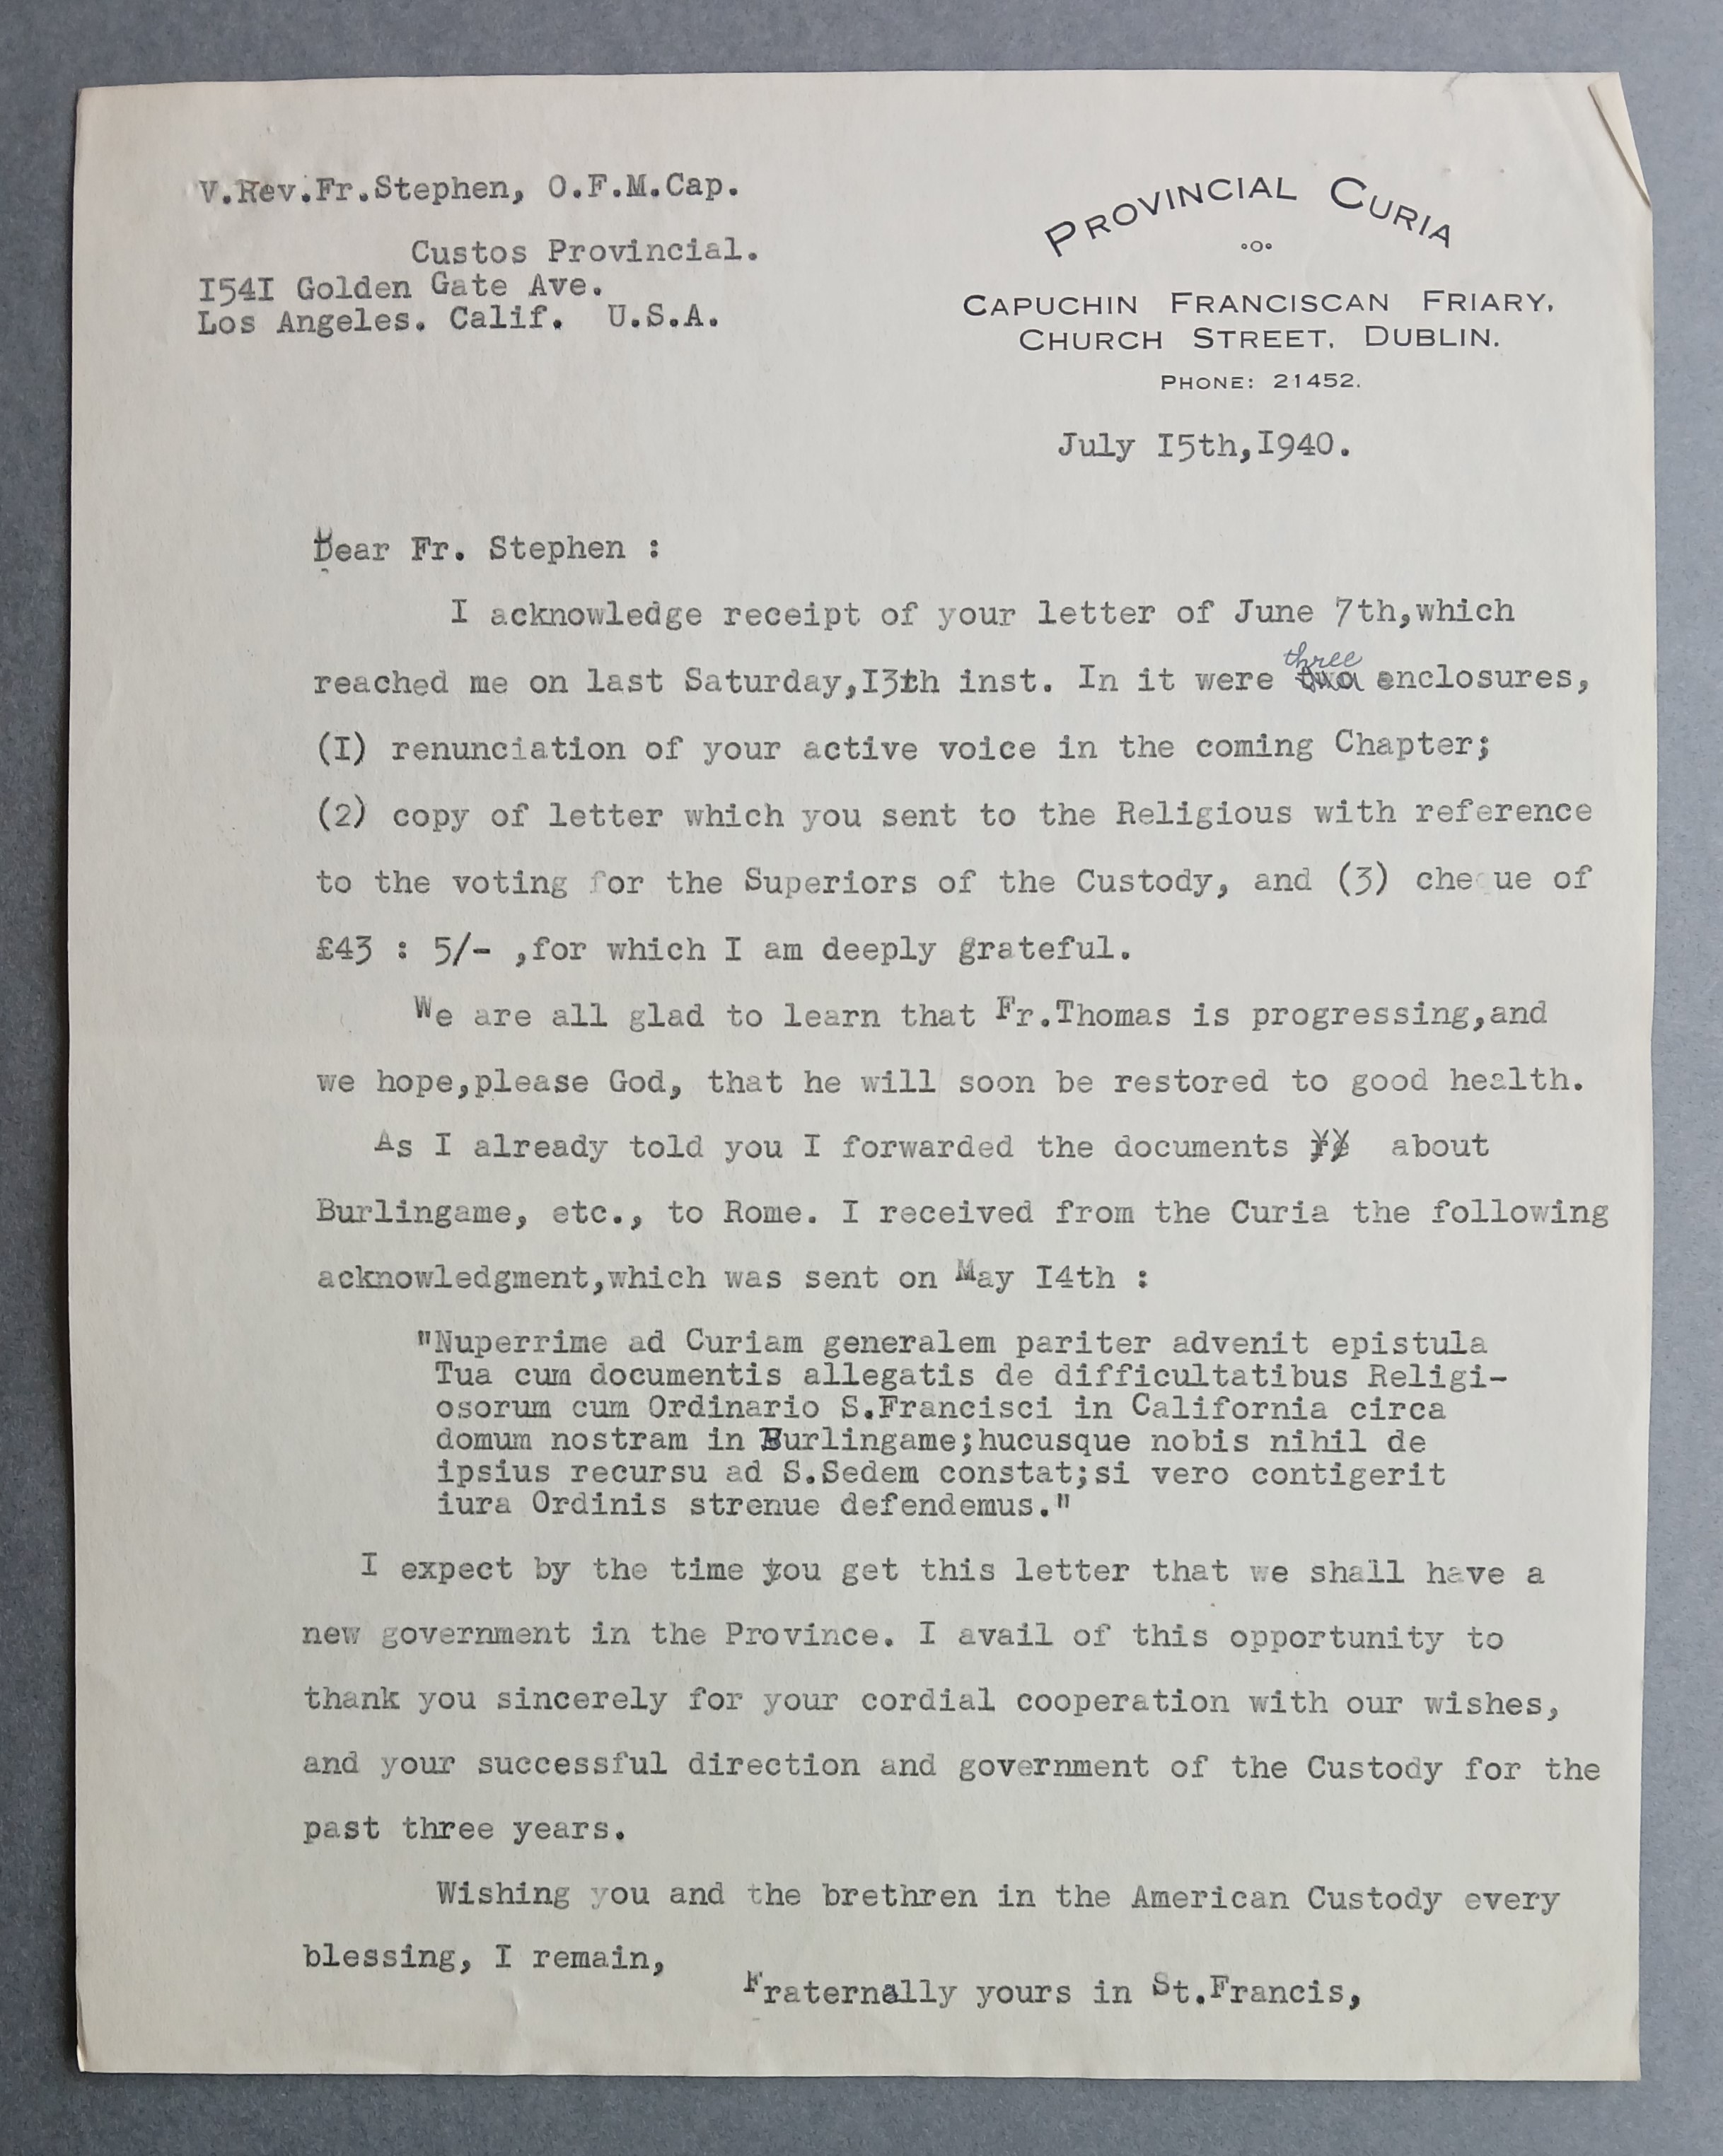 V.Rev.Fr.Stephen, O.F.M.Cap.
Custos Provincial.
I54I Golden Gate Ave.
Los Angeles. Calif. U.S.A.
PROVINCIAL CURIA
CAPUCHIN FRANCISCAN FRIARY,
CHURCH STREET, DUBLIN.
PHONE: 21452.
July I5th,I940.
Dear Fr. Stephen :
I acknowledge receipt of your letter of June 7th,which
three
reached me on last Saturday,I3th inst. In it were two enclosures,
(I) renunciation of your active voice in the coming Chapter;
(2) copy of letter which you sent to the Religious with reference
to the voting for the Superiors of the Custody, and (3) cheque of
£43 : 5/- ,for which I am deeply grateful.
We are all glad to learn that Fr.Thomas is progressing,and
we hope,please God, that he will soon be restored to good health.
As I already told you I forwarded the documents re about
Burlingame, etc., to Rome. I received from the Curia the following
acknowledgment,which was sent on May I4th :
"Nuperrime ad Curiam generalem pariter advenit epistula
Tua cum documentis allegatis de difficultatibus Religi-
osorum cum Ordinario S.Francisci in California circa
domum nostram in Burlingame;hucusque nobis nihil de
ipsius recursu ad S.Sedem constat;si vero contigerit
iura Ordinis strenue defendemus."
I expect by the time you get this letter that we shall have a
new government in the Province. I avail of this opportunity to
thank you sincerely for your cordial cooperation with our wishes,
and your successful direction and government of the Custody for the
past three years.
Wishing you and the brethren in the American Custody every
blessing, I remain,
Fraternally yours in St.Francis,